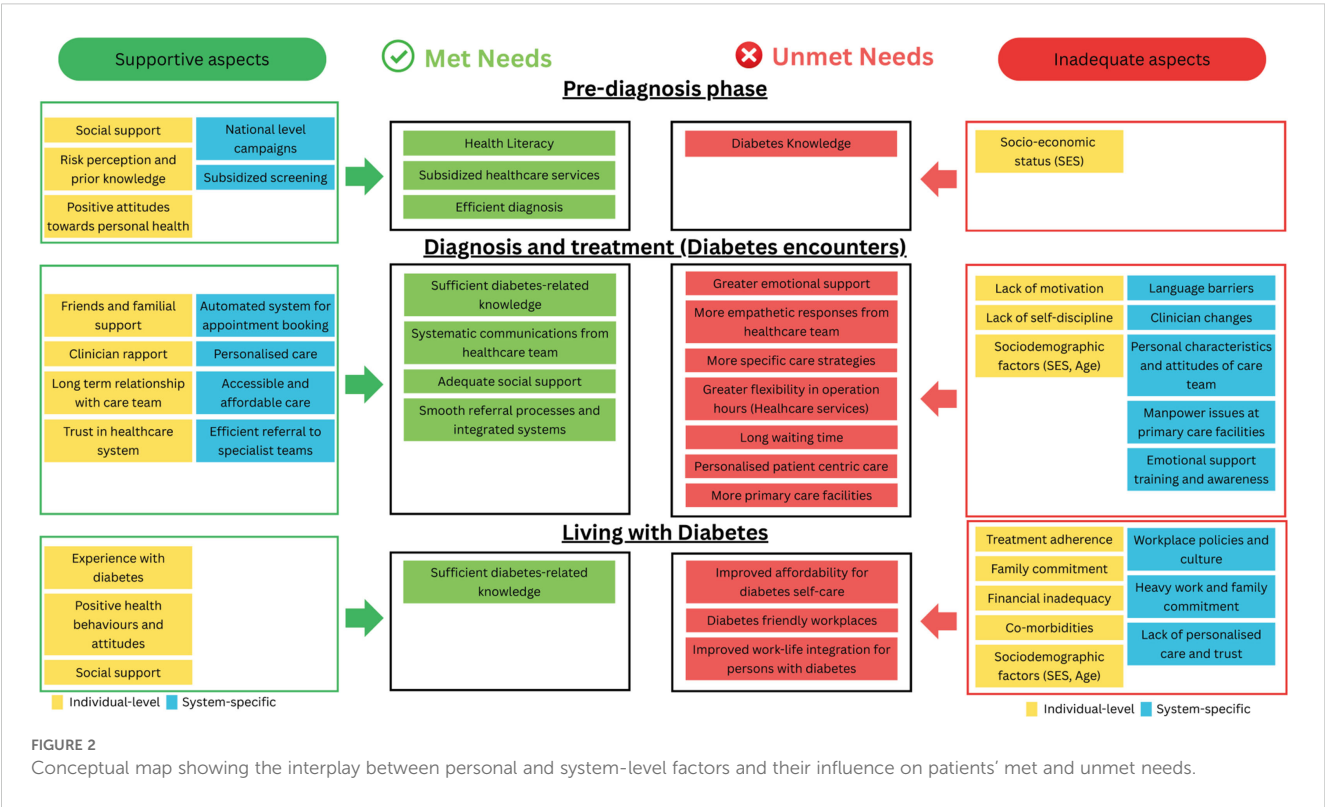 Supportive aspects
Met Needs
Unmet Needs
Inadequate aspects
Pre-diagnosis phase
Social support
Risk perception and
prior knowledge
Positive attitudes
towards personal health
National level
campaigns
Subsidized screening
Health Literacy
Subsidized healthcare services
Efficient diagnosis
Diabetes Knowledge
Socio-economic
status (SES)
Diagnosis and treatment (Diabetes encounters)
Friends and familial
support
Clinician rapport
Long term relationship
with care team
Trust in healthcare
system
Automated system for
appointment booking
Personalised care
Accessible and
affordable care
Efficient referral to
specialist teams
Sufficient diabetes-related
knowledge
Systematic communications from
healthcare team
Adequate social support
Smooth referral processes and
integrated systems
Greater emotional support
More empathetic responses from
healthcare team
More specific care strategies
Greater flexibility in operation
hours (Healhcare services)
Long waiting time
Personalised patient centric care
More primary care facilities
Lack of motivation
Lack of self-discipline
Sociodemographic
factors (SES, Age)
Language barriers
Clinician changes
Personal characteristics
and attitudes of care
team
Manpower issues at
primary care facilities
Emotional support
training and awareness
Living with Diabetes
Experience with
diabetes
Positive health
behaviours and
attitudes
Social support
Sufficient diabetes-related
knowledge
Improved affordability for
diabetes self-care
Diabetes friendly workplaces
Improved work-life integration for
persons with diabetes
Treatment adherence
Family commitment
Financial inadequacy
Co-morbidities
Sociodemographic
factors (SES, Age)
Workplace policies and
culture
Heavy work and family
commitment
Lack of personalised
care and trust
Individual-level System-specific
Individual-level System-specific
FIGURE 2
Conceptual map showing the interplay between personal and system-level factors and their influence on patients' met and unmet needs.